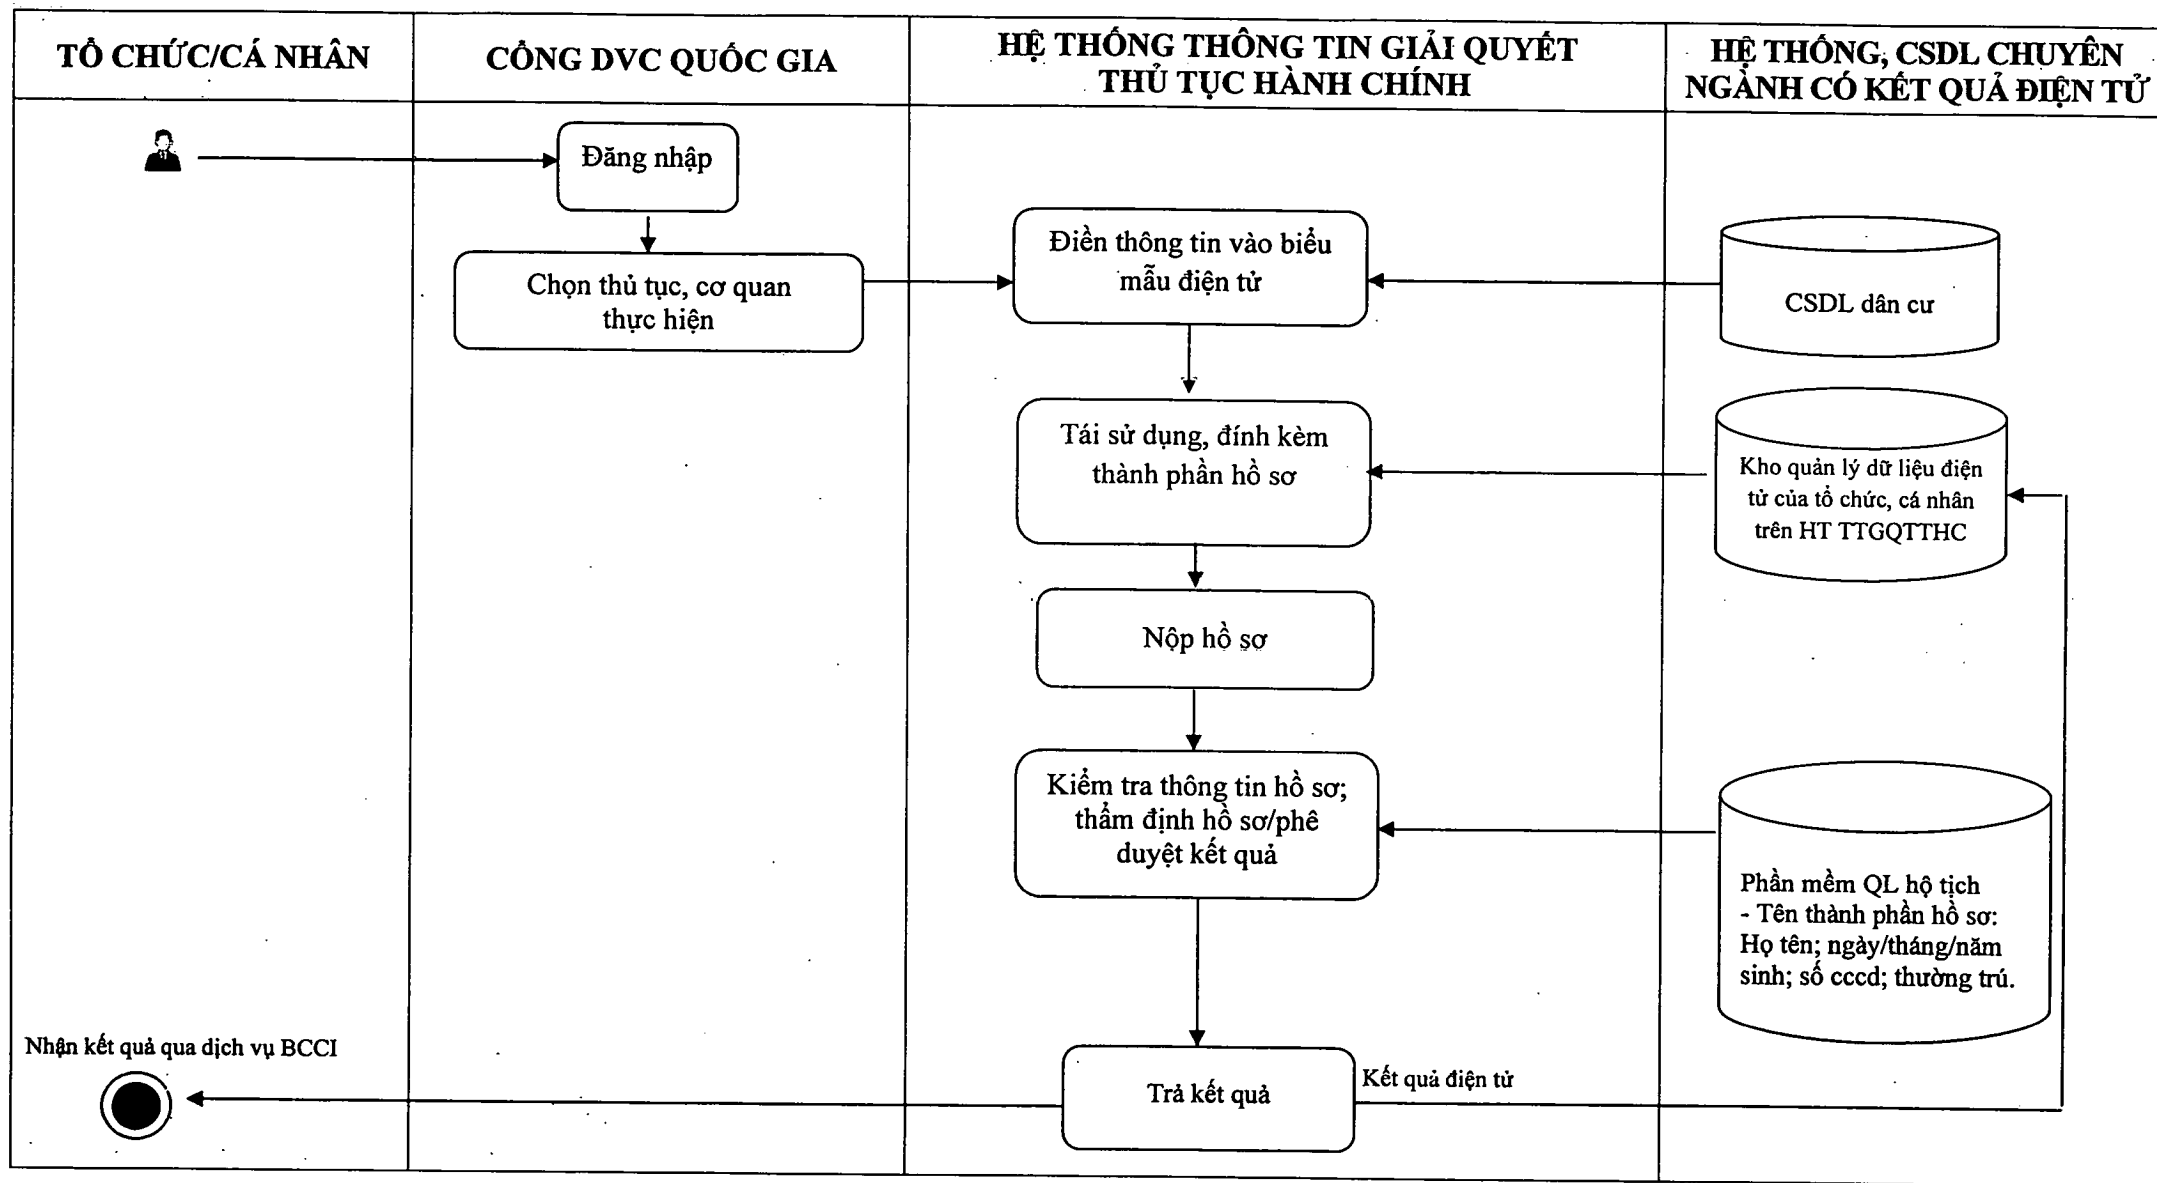 TỔ CHỨC/CÁ NHÂN
CỔNG DVC QUỐC GIA
HỆ THỐNG THÔNG TIN GIẢI QUYẾT
THỦ TỤC HÀNH CHÍNH
HỆ THỐNG, CSDL CHUYÊN
NGÀNH CÓ KẾT QUẢ ĐIỆN TỬ
Đăng nhập
Chọn thủ tục, cơ quan
thực hiện
Điền thông tin vào biểu
mẫu điện tử
CSDL dân cư
Tái sử dụng, đính kèm
thành phần hồ sơ
Kho quản lý dữ liệu điện
tử của tổ chức, cá nhân
trên HT TTGQTTHC
Nộp hồ sơ
Kiểm tra thông tin hồ sơ;
thẩm định hồ sơ/phê
duyệt kết quả
Phần mềm QL hộ tịch
- Tên thành phần hồ sơ:
Họ tên; ngày/tháng/năm
sinh; số cccd; thường trú.
Nhận kết quả qua dịch vụ BCCI
Trả kết quả
Kết quả điện tử